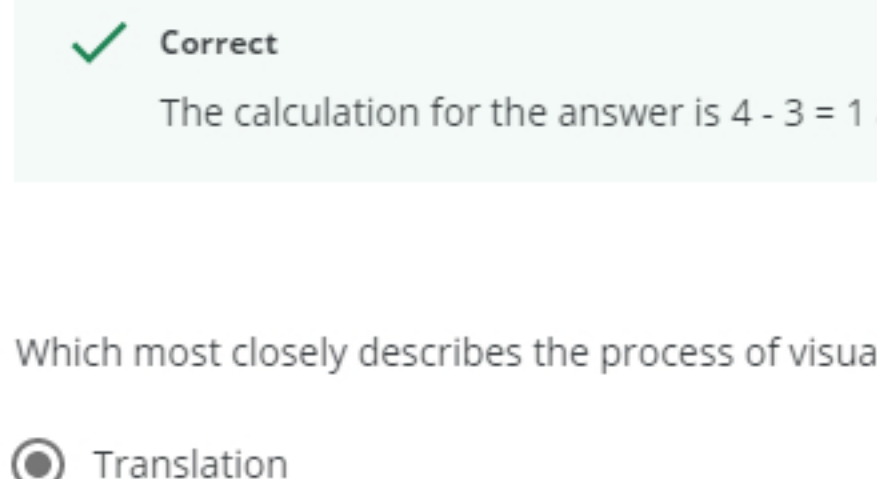 Correct
The calculation for the answer is 4 - 3 = 1
Which most closely describes the process of visua
Translation